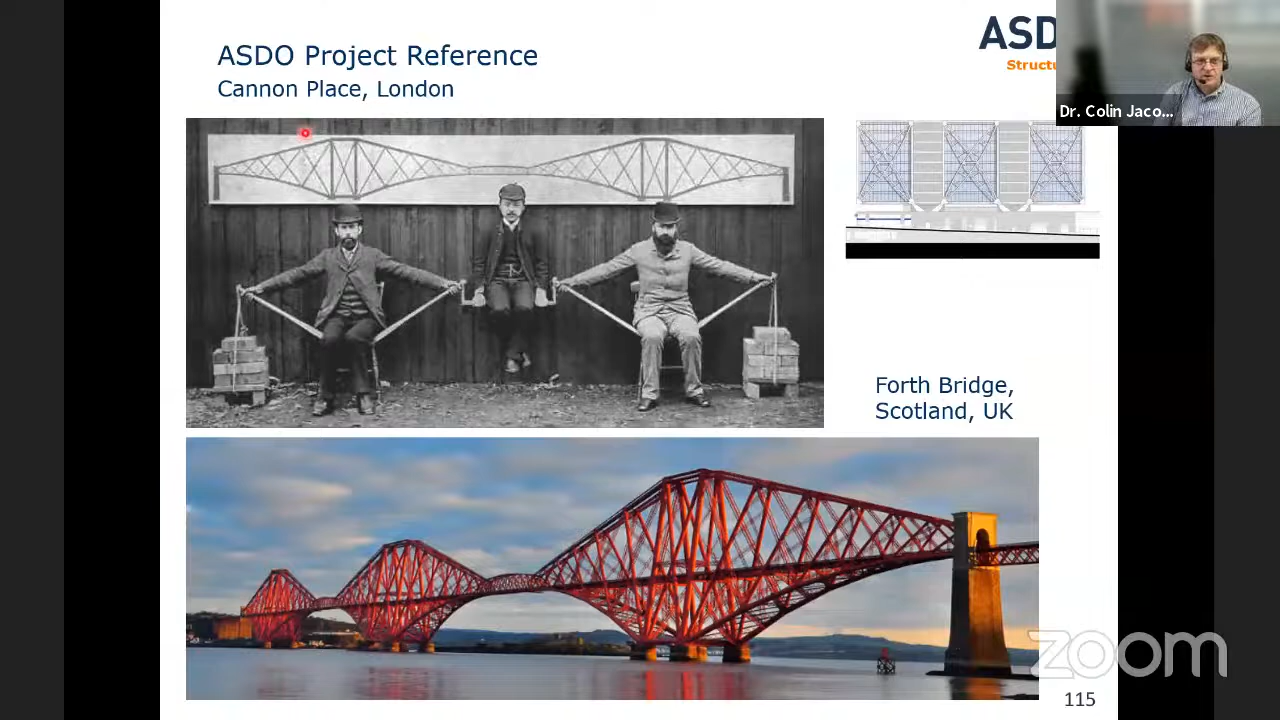 ASDO Project Reference
Cannon Place, London
ASD
Structu
Dr. Colin Jaco...
Forth Bridge,
Scotland, UK
zoom
115